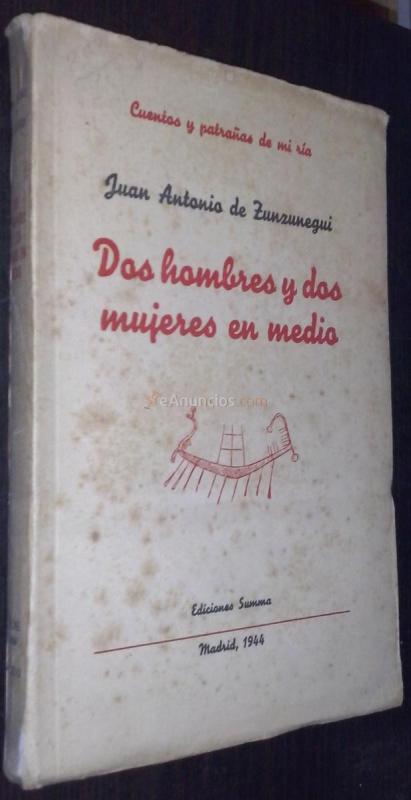 Cuentos y patrañas de mi ría
Juan Antonio de Zunzunegui
Dos hombres y dos
mujeres en medio
eAnuncios.com
Ediciones Summa
Madrid, 1944